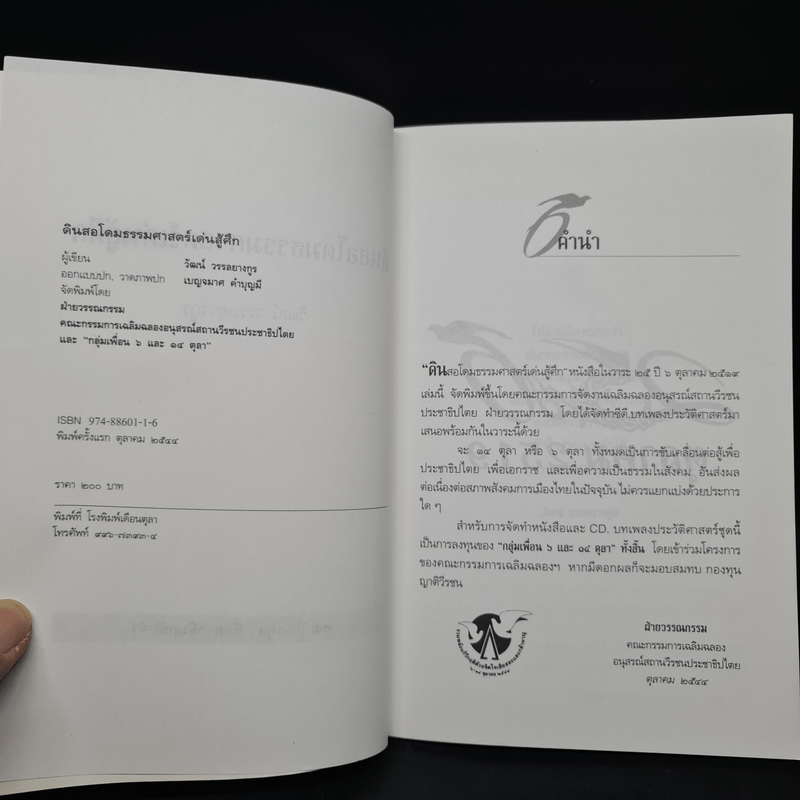 ดินสอโดมธรรมศาสตร์เด่นสู้ศึก
ผู้เขียน วัฒน์ วรรลยางกูร
ออกแบบปก, วาดภาพปก เบญจมาศ คำบุญมี
จัดพิมพ์โดย
ฝ่ายวรรณกรรม
คณะกรรมการเฉลิมฉลองอนุสรณ์สถานวีรชนประชาธิปไตย
และ "กลุ่มเพื่อน ๖ และ ๑๔ ตุลา"
ISBN 974-88601-1-6
พิมพ์ครั้งแรก ตุลาคม ๒๕๔๔
ราคา ๒๐๐ บาท
พิมพ์ที่ โรงพิมพ์เดือนตุลา
โทรศัพท์ ๙๙๖-๗๓๙๓-๔
คำนำ
"ดินสอโดมธรรมศาสตร์เด่นสู้ศึก" หนังสือในวาระ ๒๕ ปี ๖ ตุลาคม ๒๕๑๙
เล่มนี้ จัดพิมพ์ขึ้นโดยคณะกรรมการจัดงานเฉลิมฉลองอนุสรณ์สถานวีรชน
ประชาธิปไตย ฝ่ายวรรณกรรม โดยได้จัดทำซีดี.บทเพลงประวัติศาสตร์มา
เสนอพร้อมกันในวาระนี้ด้วย
จะ ๑๔ ตุลา หรือ ๖ ตุลา ทั้งหมดเป็นการขับเคลื่อนต่อสู้เพื่อ
ประชาธิปไตย เพื่อเอกราช และเพื่อความเป็นธรรมในสังคม อันส่งผล
ต่อเนื่องต่อสภาพสังคมการเมืองไทยในปัจจุบัน ไม่ควรแยกแบ่งด้วยประการ
ใด ๆ
สำหรับการจัดทำหนังสือและ CD. บทเพลงประวัติศาสตร์ชุดนี้
เป็นการลงทุนของ "กลุ่มเพื่อน ๖ และ ๑๔ ตุลา" ทั้งสิ้น โดยเข้าร่วมโครงการ
ของคณะกรรมการเฉลิมฉลองฯ หากมีดอกผลก็จะมอบสมทบ กองทุน
ญาติวีรชน
ฝ่ายวรรณกรรม
คณะกรรมการเฉลิมฉลอง
อนุสรณ์สถานวีรชนประชาธิปไตย
ตุลาคม ๒๕๔๔